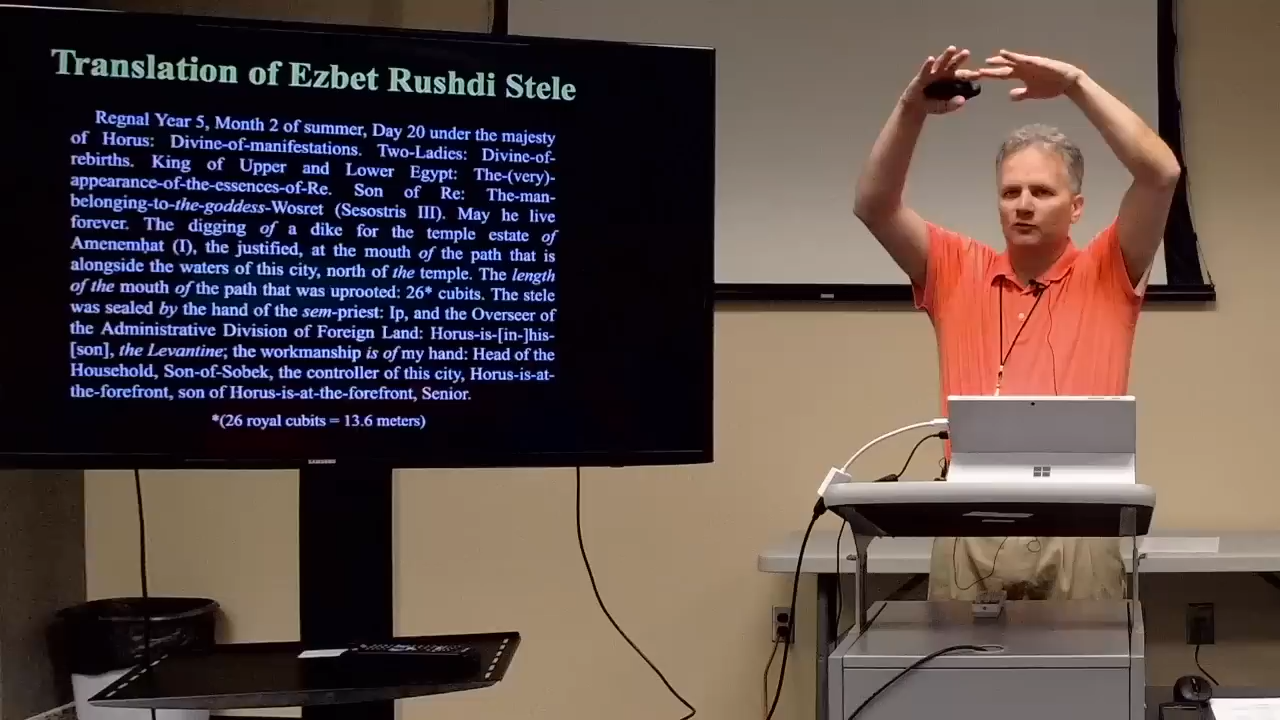 Translation of Ezbet Rushdi Stele
Regnal Year 5, Month 2 of summer, Day 20 under the majesty
of Horus: Divine-of-manifestations. Two-Ladies: Divine-of-
rebirths. King of Upper and Lower Egypt: The-(very)-
appearance-of-the-essences-of-Re. Son of Re: The-man-
belonging-to-the-goddess-Wosret (Sesostris III). May he live
forever. The digging of a dike for the temple estate of
Amenemḥat (I), the justified, at the mouth of the path that is
alongside the waters of this city, north of the temple. The length
of the mouth of the path that was uprooted: 26* cubits. The stele
was sealed by the hand of the sem-priest: Ip, and the Overseer of
the Administrative Division of Foreign Land: Horus-is-[in-]his-
[son], the Levantine; the workmanship is of my hand: Head of the
Household, Son-of-Sobek, the controller of this city, Horus-is-at-
the-forefront, son of Horus-is-at-the-forefront, Senior.
*(26 royal cubits = 13.6 meters)